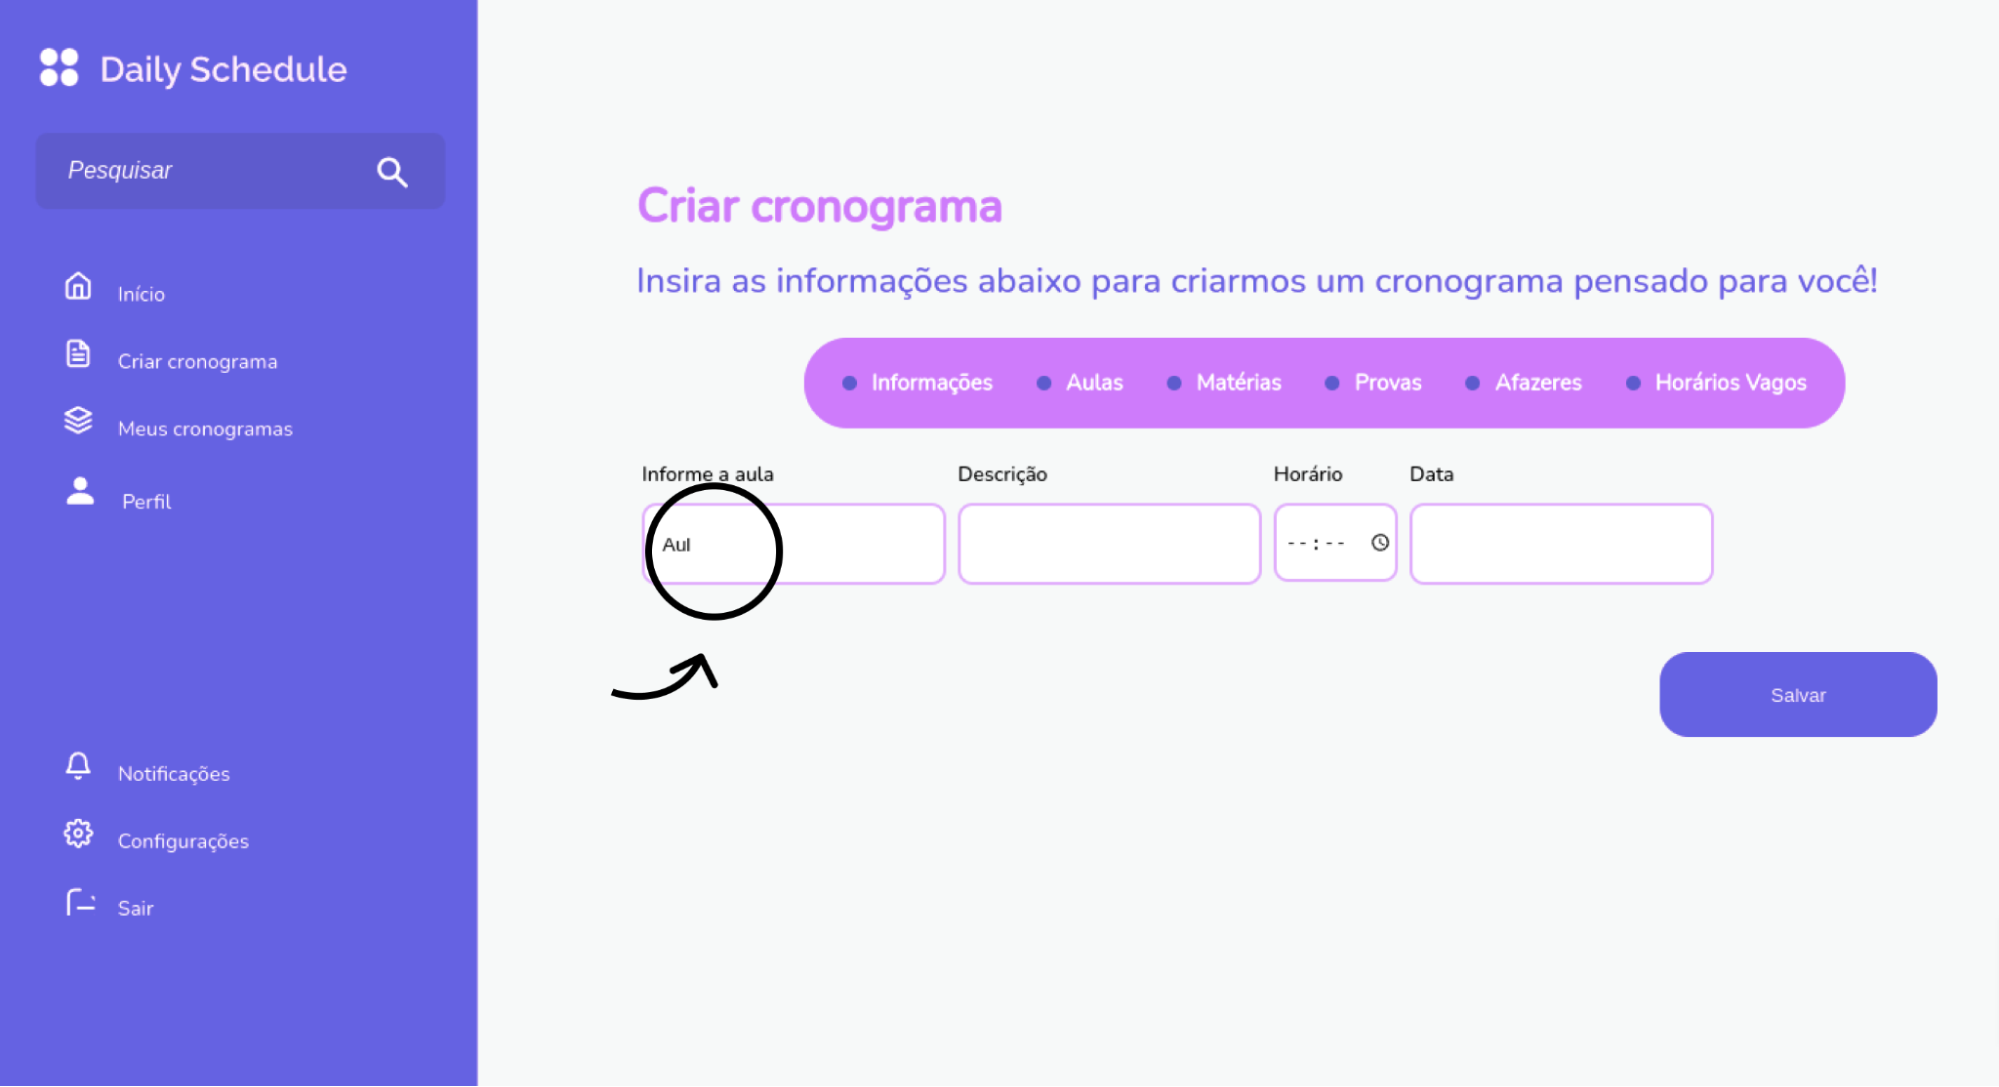 Daily Schedule
Pesquisar
Início
Criar cronograma
Meus cronogramas
Perfil
Notificações
Configurações
Sair
Criar cronograma
Insira as informações abaixo para criarmos um cronograma pensado para você!
Informações Aulas Matérias Provas Afazeres Horários Vagos
Informe a aula Descrição Horário Data
Aul --:--
Salvar